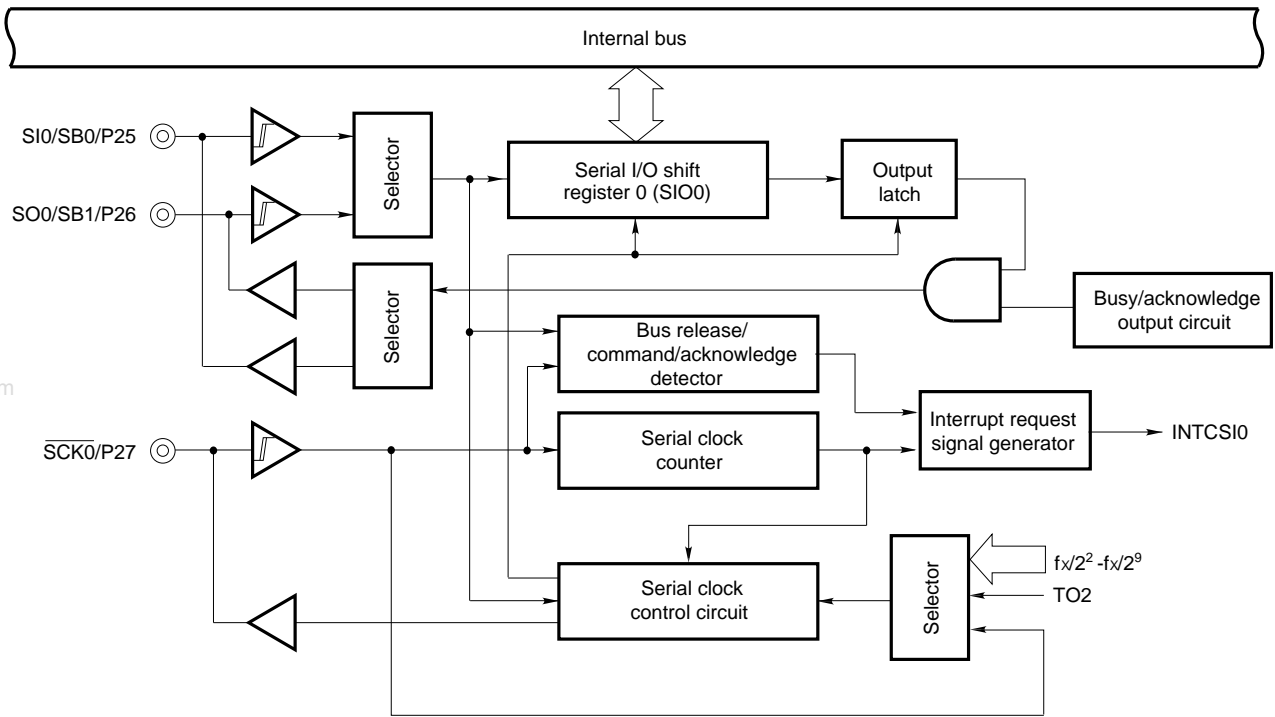 Internal bus
SI0/SB0/P25
Selector
Serial I/O shift
register 0 (SIO0)
Output
latch
SO0/SB1/P26
Selector
Busy/acknowledge
output circuit
Bus release/
command/acknowledge
detector
m
SCK0/P27
Serial clock
counter
Interrupt request
signal generator
INTCSI0
Serial clock
control circuit
Selector
fx/2² -fx/2⁹
TO2